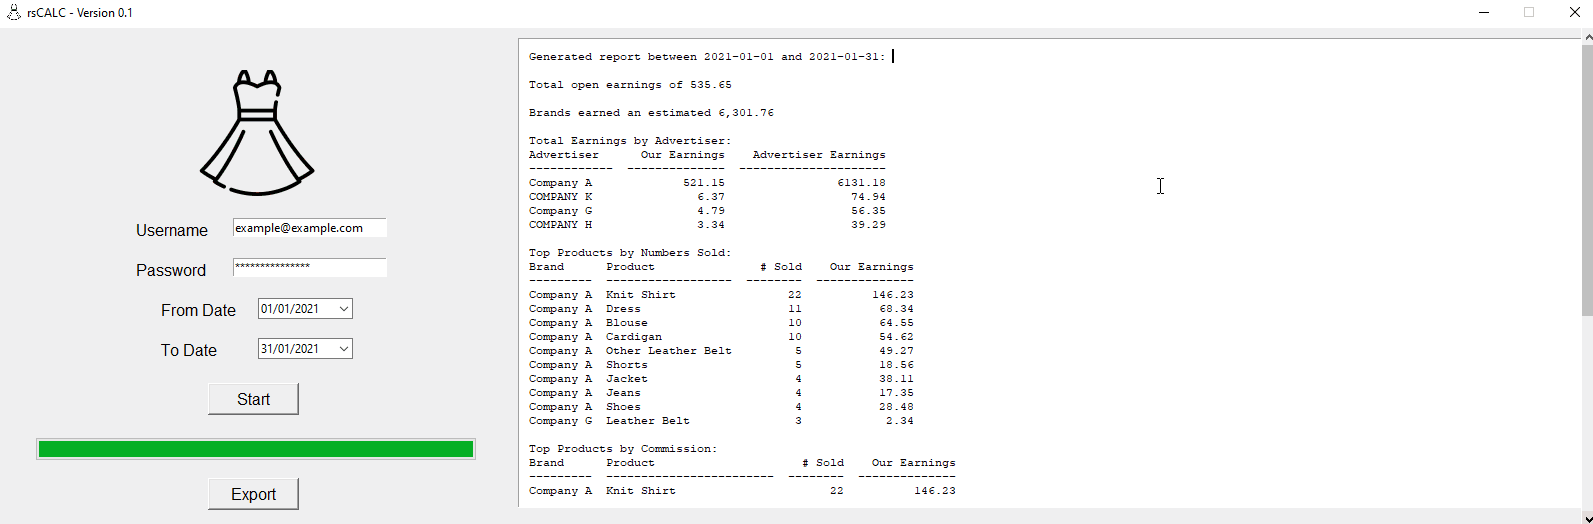 rsCALC - Version 0.1
Username example@example.com
Password ***************
From Date 01/01/2021
To Date 31/01/2021
Start
Export
Generated report between 2021-01-01 and 2021-01-31:
Total open earnings of 535.65
Brands earned an estimated 6,301.76
Total Earnings by Advertiser:
Advertiser Our Earnings Advertiser Earnings
------------ -------------- ---------------------
Company A 521.15 6131.18
COMPANY K 6.37 74.94
Company G 4.79 56.35
COMPANY H 3.34 39.29
Top Products by Numbers Sold:
Brand Product # Sold Our Earnings
--------- ------------------ -------- --------------
Company A Knit Shirt 22 146.23
Company A Dress 11 68.34
Company A Blouse 10 64.55
Company A Cardigan 10 54.62
Company A Other Leather Belt 5 49.27
Company A Shorts 5 18.56
Company A Jacket 4 38.11
Company A Jeans 4 17.35
Company A Shoes 4 28.48
Company G Leather Belt 3 2.34
Top Products by Commission:
Brand Product # Sold Our Earnings
--------- ------------------------ -------- --------------
Company A Knit Shirt 22 146.23